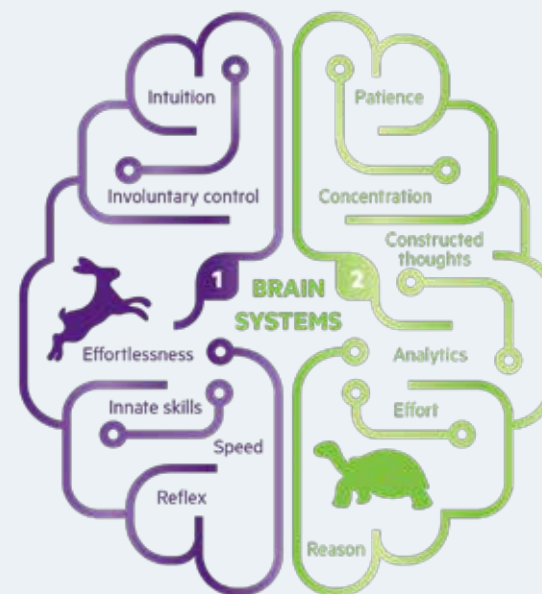 Intuition
Involuntary control
1
Effortlessness
Innate skills
Speed
Reflex
BRAIN
SYSTEMS
2
Patience
Concentration
Constructed
thoughts
Analytics
Effort
Reason